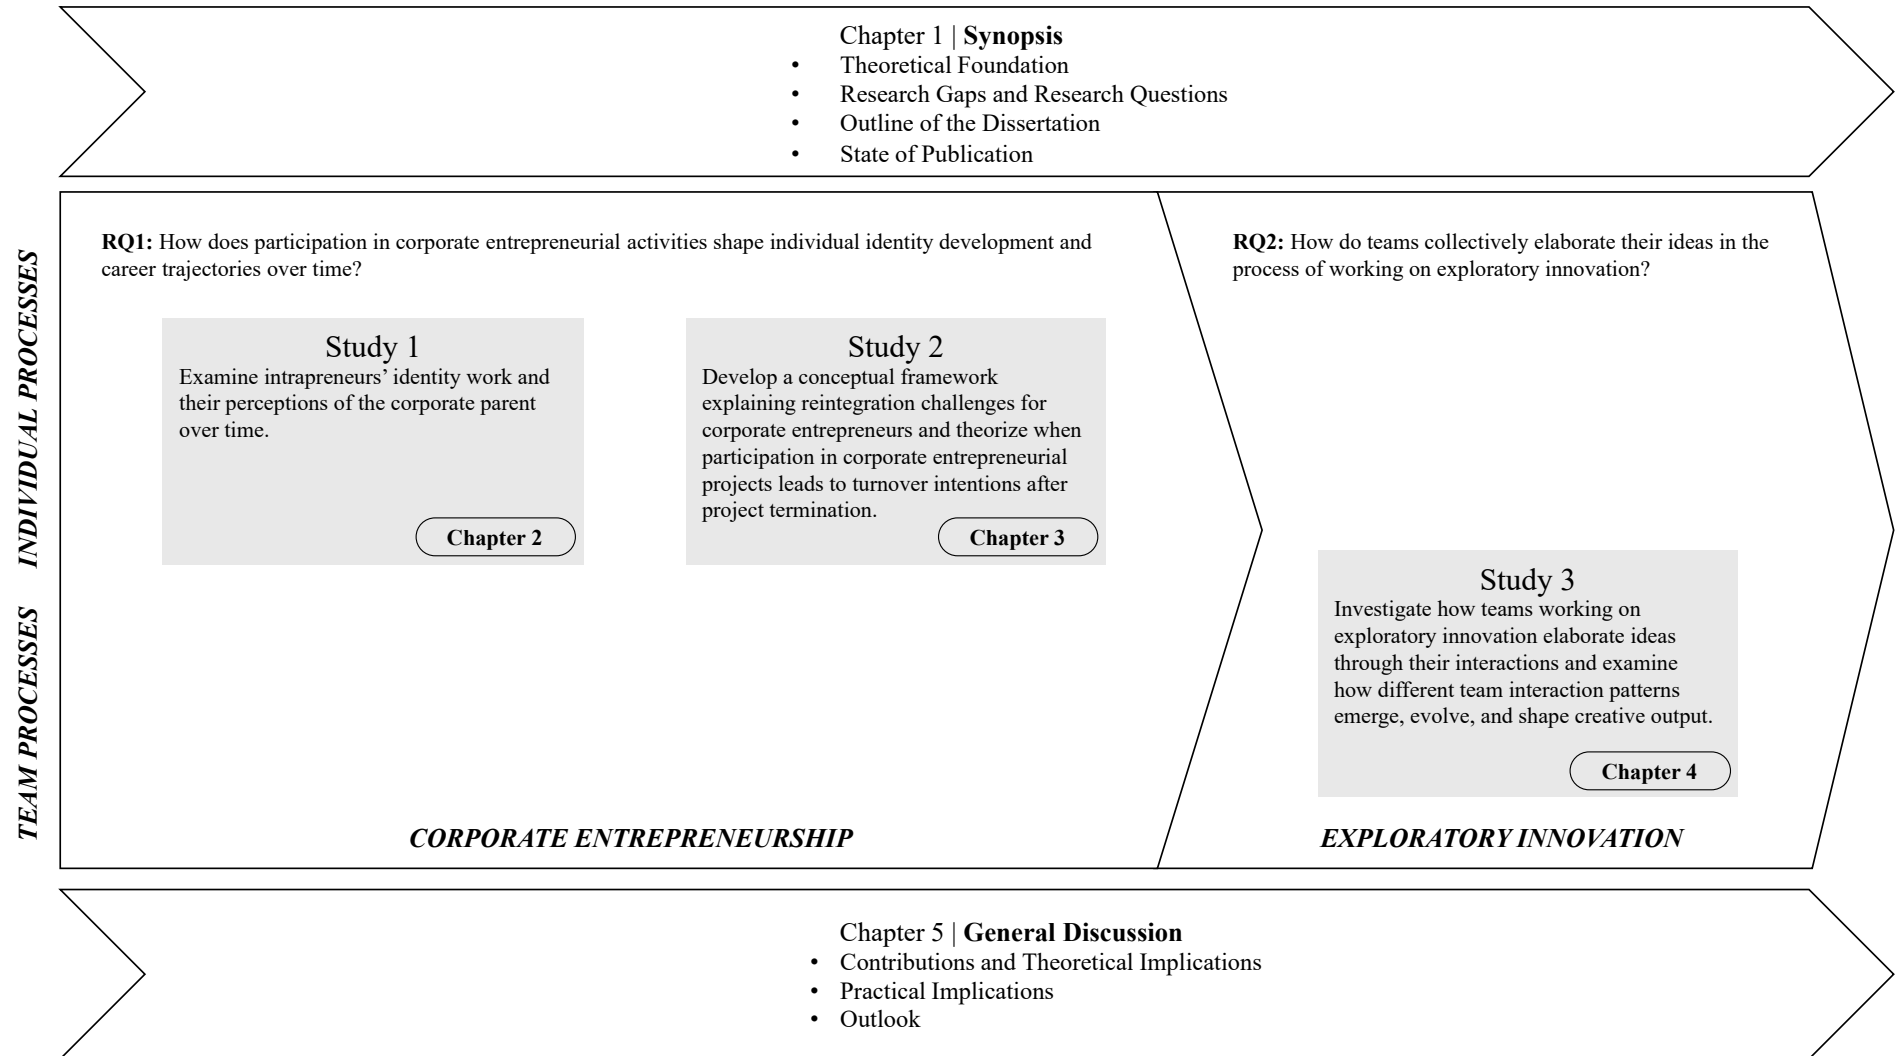 Chapter 1 | Synopsis
• Theoretical Foundation
• Research Gaps and Research Questions
• Outline of the Dissertation
• State of Publication
INDIVIDUAL PROCESSES
TEAM PROCESSES
RQ1: How does participation in corporate entrepreneurial activities shape individual identity development and
career trajectories over time?
Study 1
Examine intrapreneurs’ identity work and
their perceptions of the corporate parent
over time.
Chapter 2
Study 2
Develop a conceptual framework
explaining reintegration challenges for
corporate entrepreneurs and theorize when
participation in corporate entrepreneurial
projects leads to turnover intentions after
project termination.
Chapter 3
CORPORATE ENTREPRENEURSHIP
RQ2: How do teams collectively elaborate their ideas in the
process of working on exploratory innovation?
Study 3
Investigate how teams working on
exploratory innovation elaborate ideas
through their interactions and examine
how different team interaction patterns
emerge, evolve, and shape creative output.
Chapter 4
EXPLORATORY INNOVATION
Chapter 5 | General Discussion
• Contributions and Theoretical Implications
• Practical Implications
• Outlook